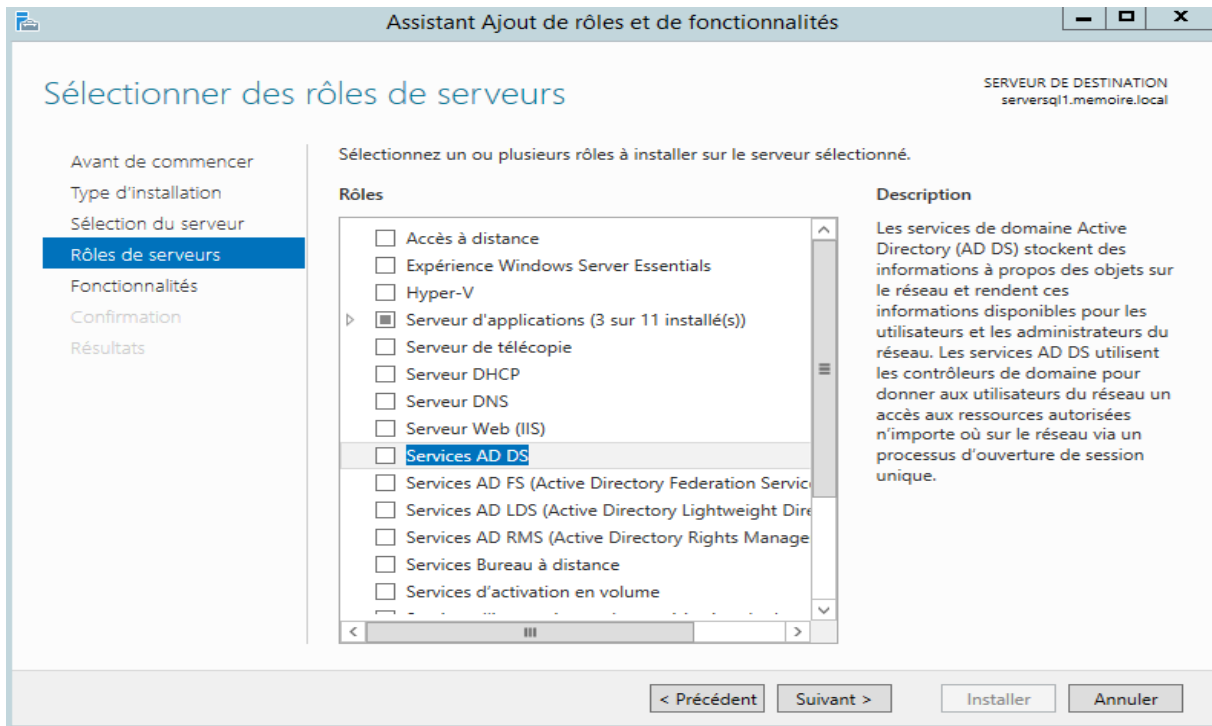 Assistant Ajout de rôles et de fonctionnalités
Sélectionner des rôles de serveurs
SERVEUR DE DESTINATION
serversql1.memoire.local
Avant de commencer
Type d'installation
Sélection du serveur
Rôles de serveurs
Fonctionnalités
Confirmation
Résultats
Sélectionnez un ou plusieurs rôles à installer sur le serveur sélectionné.
Rôles
Accès à distance
Expérience Windows Server Essentials
Hyper-V
Serveur d'applications (3 sur 11 installé(s))
Serveur de télécopie
Serveur DHCP
Serveur DNS
Serveur Web (IIS)
Services AD DS
Services AD FS (Active Directory Federation Servic
Services AD LDS (Active Directory Lightweight Dire
Services AD RMS (Active Directory Rights Manage
Services Bureau à distance
Services d'activation en volume
Description
Les services de domaine Active
Directory (AD DS) stockent des
informations à propos des objets sur
le réseau et rendent ces
informations disponibles pour les
utilisateurs et les administrateurs du
réseau. Les services AD DS utilisent
les contrôleurs de domaine pour
donner aux utilisateurs du réseau un
accès aux ressources autorisées
n'importe où sur le réseau via un
processus d'ouverture de session
unique.
< Précédent
Suivant >
Installer
Annuler